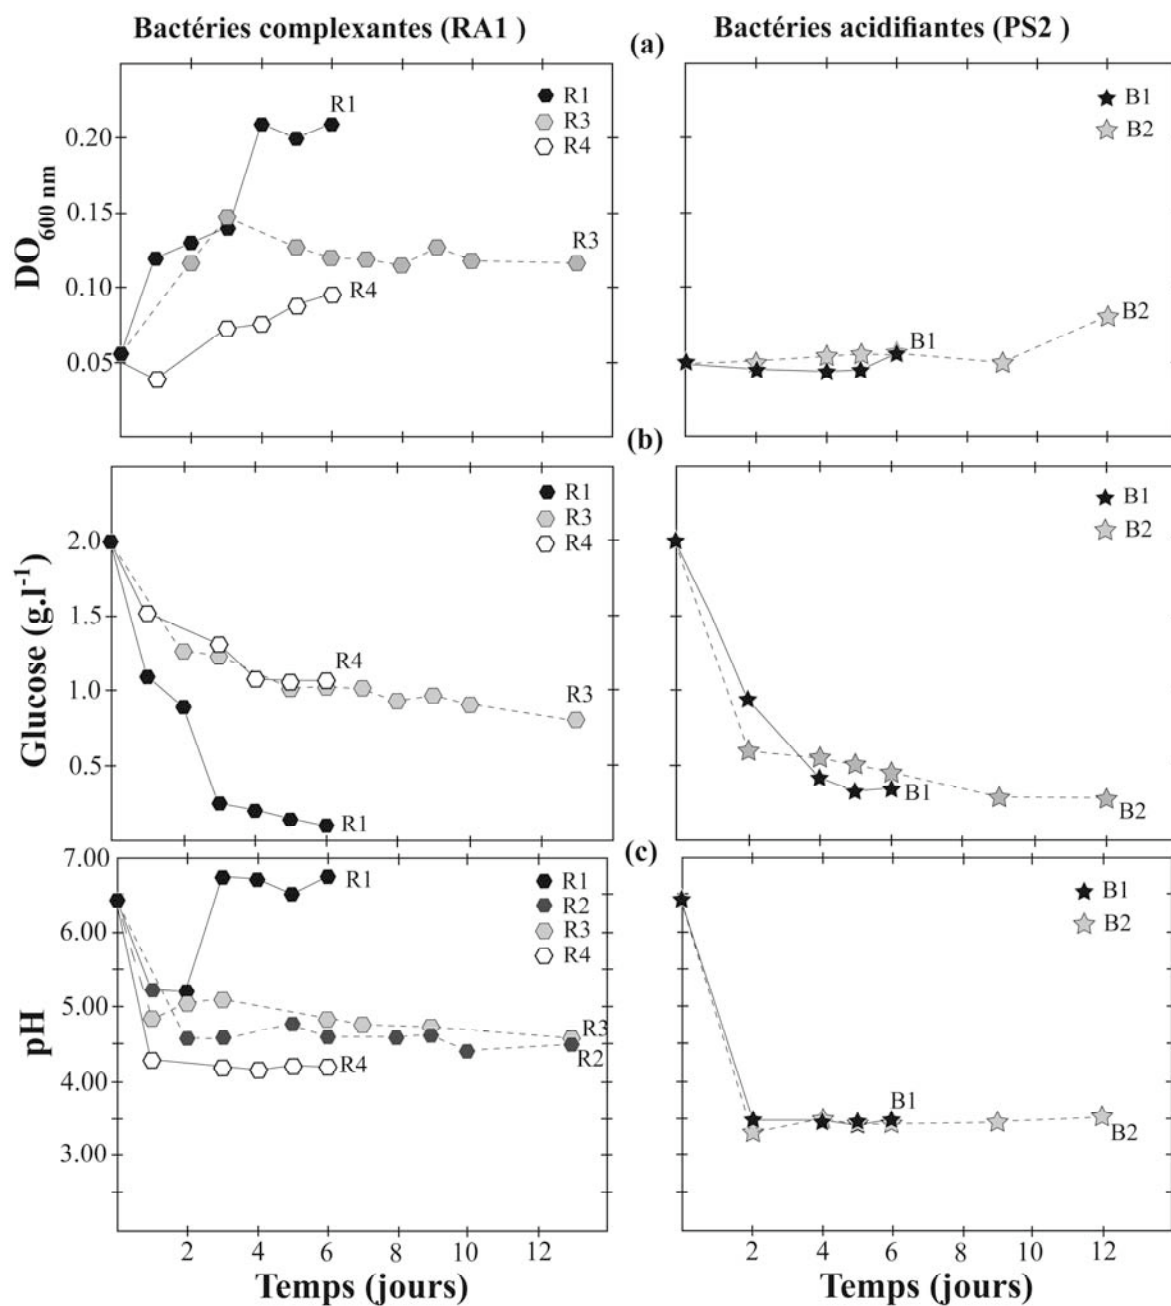 Bactéries complexantes (RA1 )
Bactéries acidifiantes (PS2 )
(a)
R1
R3
R4
R1
R3
R4
B1
B2
B1
B2
DO600 nm
0.20
0.15
0.10
0.05
(b)
R1
R3
R4
R4
R3
R1
B1
B2
B1
B2
Glucose (g.l-1)
2.0
1.5
1.0
0.5
(c)
R1
R2
R3
R4
R1
R3
R2
R4
B1
B2
B1
B2
pH
7.00
6.00
5.00
4.00
3.00
2 4 6 8 10 12
2 4 6 8 10 12
Temps (jours)
Temps (jours)